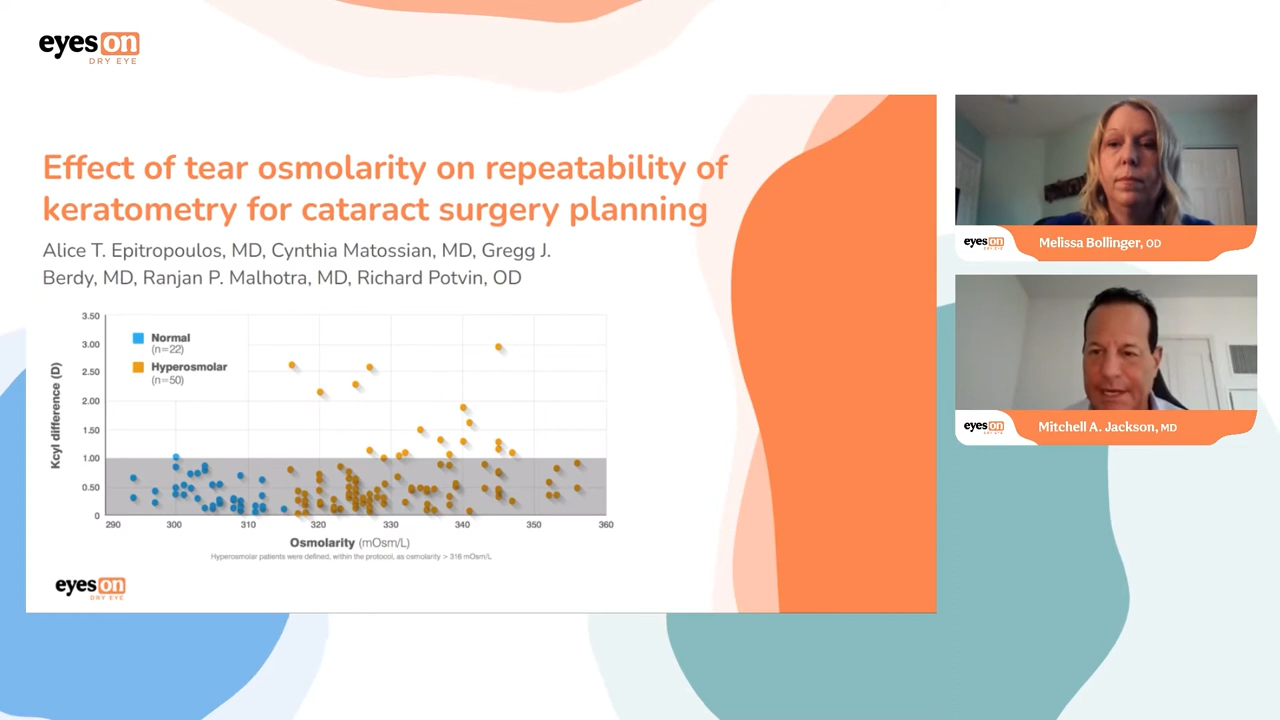 eyes on
DRY EYE
Effect of tear osmolarity on repeatability of
keratometry for cataract surgery planning
Alice T. Epitropoulos, MD, Cynthia Matossian, MD, Gregg J.
Berdy, MD, Ranjan P. Malhotra, MD, Richard Potvin, OD
Kcyl difference (D)
3.50
3.00
2.50
2.00
1.50
1.00
0.50
0
Normal
(n=22)
Hyperosmolar
(n=50)
290 300 310 320 330 340 350 360
Osmolarity (mOsm/L)
Hyperosmolar patients were defined, within the protocol, as osmolarity > 316 mOsm/L
eyes on
DRY EYE
eyes on
DRY EYE
Melissa Bollinger, OD
eyes on
DRY EYE
Mitchell A. Jackson, MD